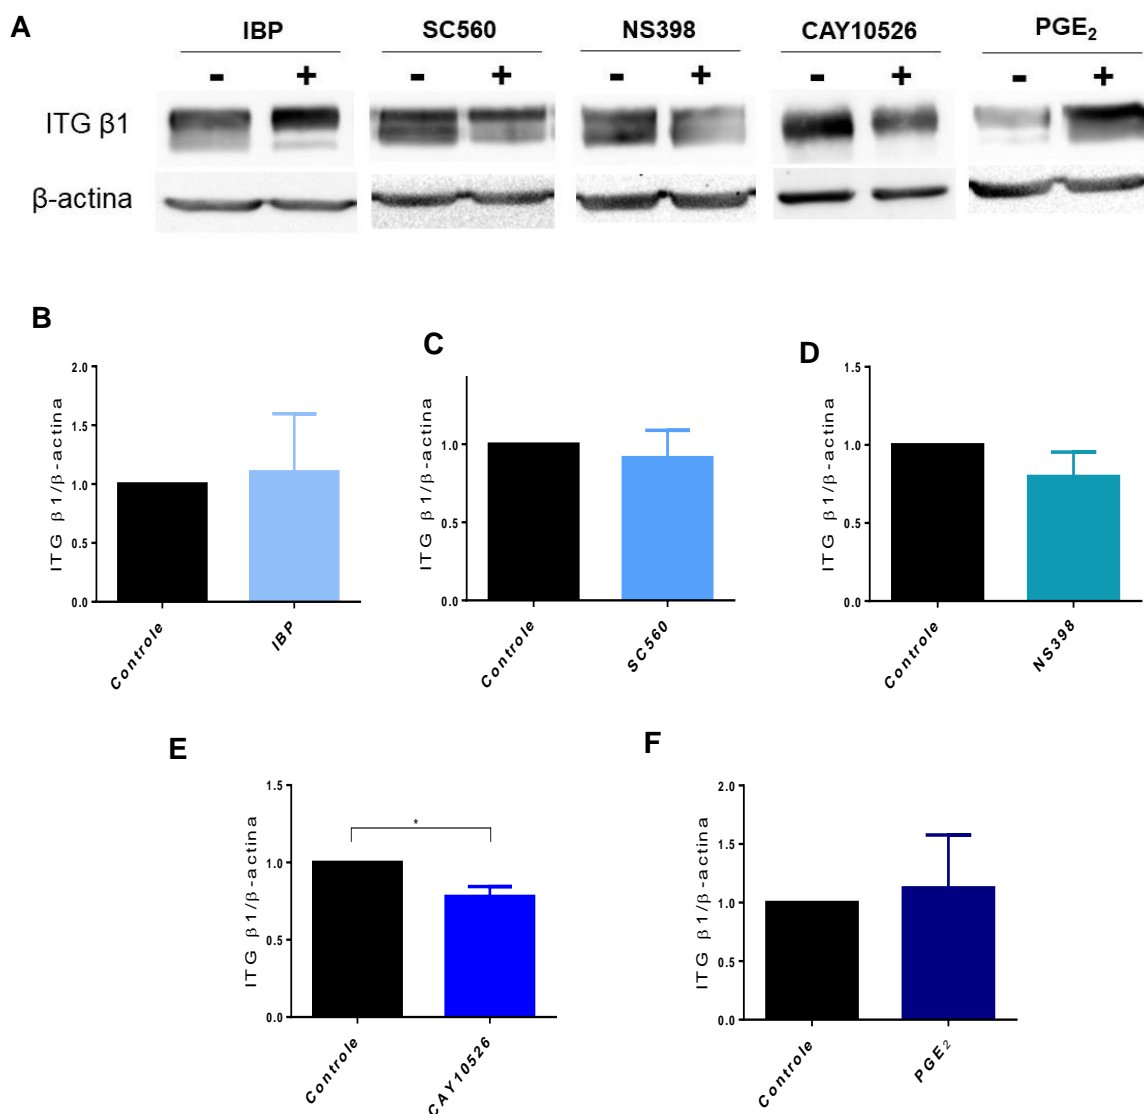 A
IBP SC560 NS398 CAY10526 PGE₂
- + - + - + - + - +
ITG β1
β-actina
B
ITG β1/β-actina
2.0
1.5
1.0
0.5
0.0
Controle IBP
C
ITG β1/β-actina
1.0
0.5
0.0
Controle SC560
D
ITG β1/β-actina
1.5
1.0
0.5
0.0
Controle NS398
E
ITG β1/β-actina
1.5
1.0
0.5
0.0
*
Controle CAY10526
F
ITG β1/β-actina
2.0
1.5
1.0
0.5
0.0
Controle PGE₂